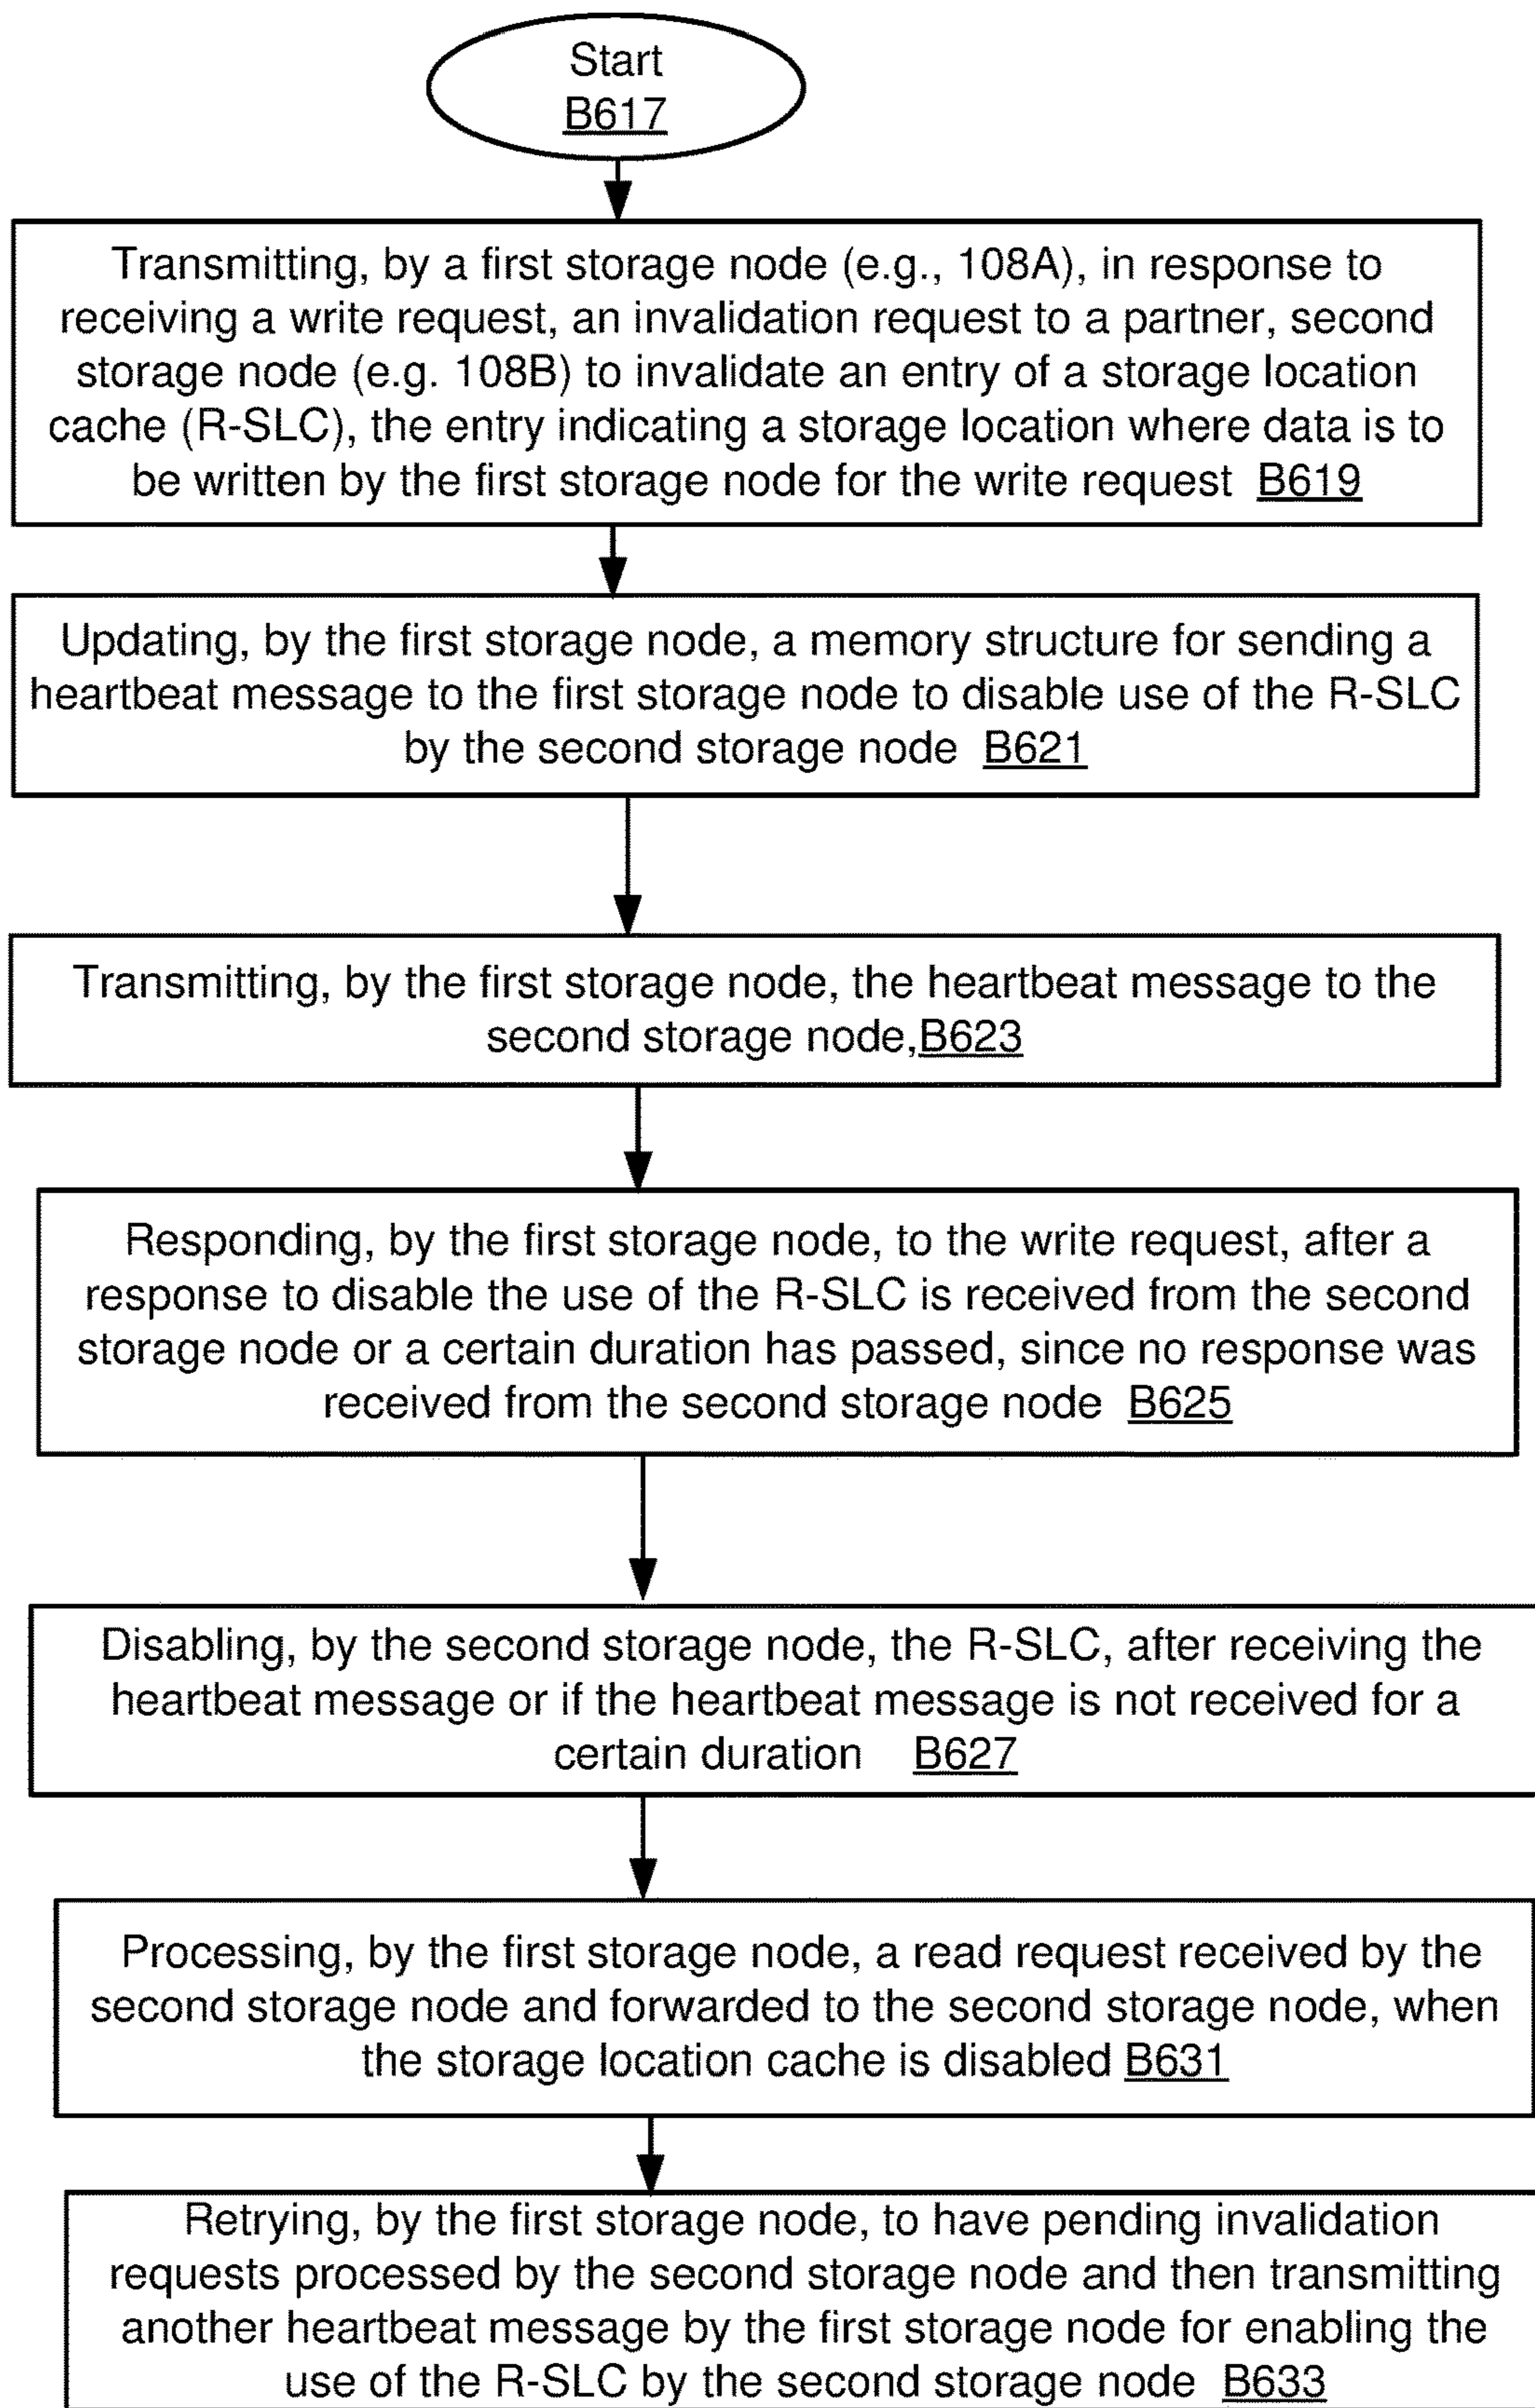 Start
B617
Transmitting, by a first storage node (e.g., 108A), in response to
receiving a write request, an invalidation request to a partner, second
storage node (e.g. 108B) to invalidate an entry of a storage location
cache (R-SLC), the entry indicating a storage location where data is to
be written by the first storage node for the write request B619
Updating, by the first storage node, a memory structure for sending a
heartbeat message to the first storage node to disable use of the R-SLC
by the second storage node B621
Transmitting, by the first storage node, the heartbeat message to the
second storage node,B623
Responding, by the first storage node, to the write request, after a
response to disable the use of the R-SLC is received from the second
storage node or a certain duration has passed, since no response was
received from the second storage node B625
Disabling, by the second storage node, the R-SLC, after receiving the
heartbeat message or if the heartbeat message is not received for a
certain duration B627
Processing, by the first storage node, a read request received by the
second storage node and forwarded to the second storage node, when
the storage location cache is disabled B631
Retrying, by the first storage node, to have pending invalidation
requests processed by the second storage node and then transmitting
another heartbeat message by the first storage node for enabling the
use of the R-SLC by the second storage node B633